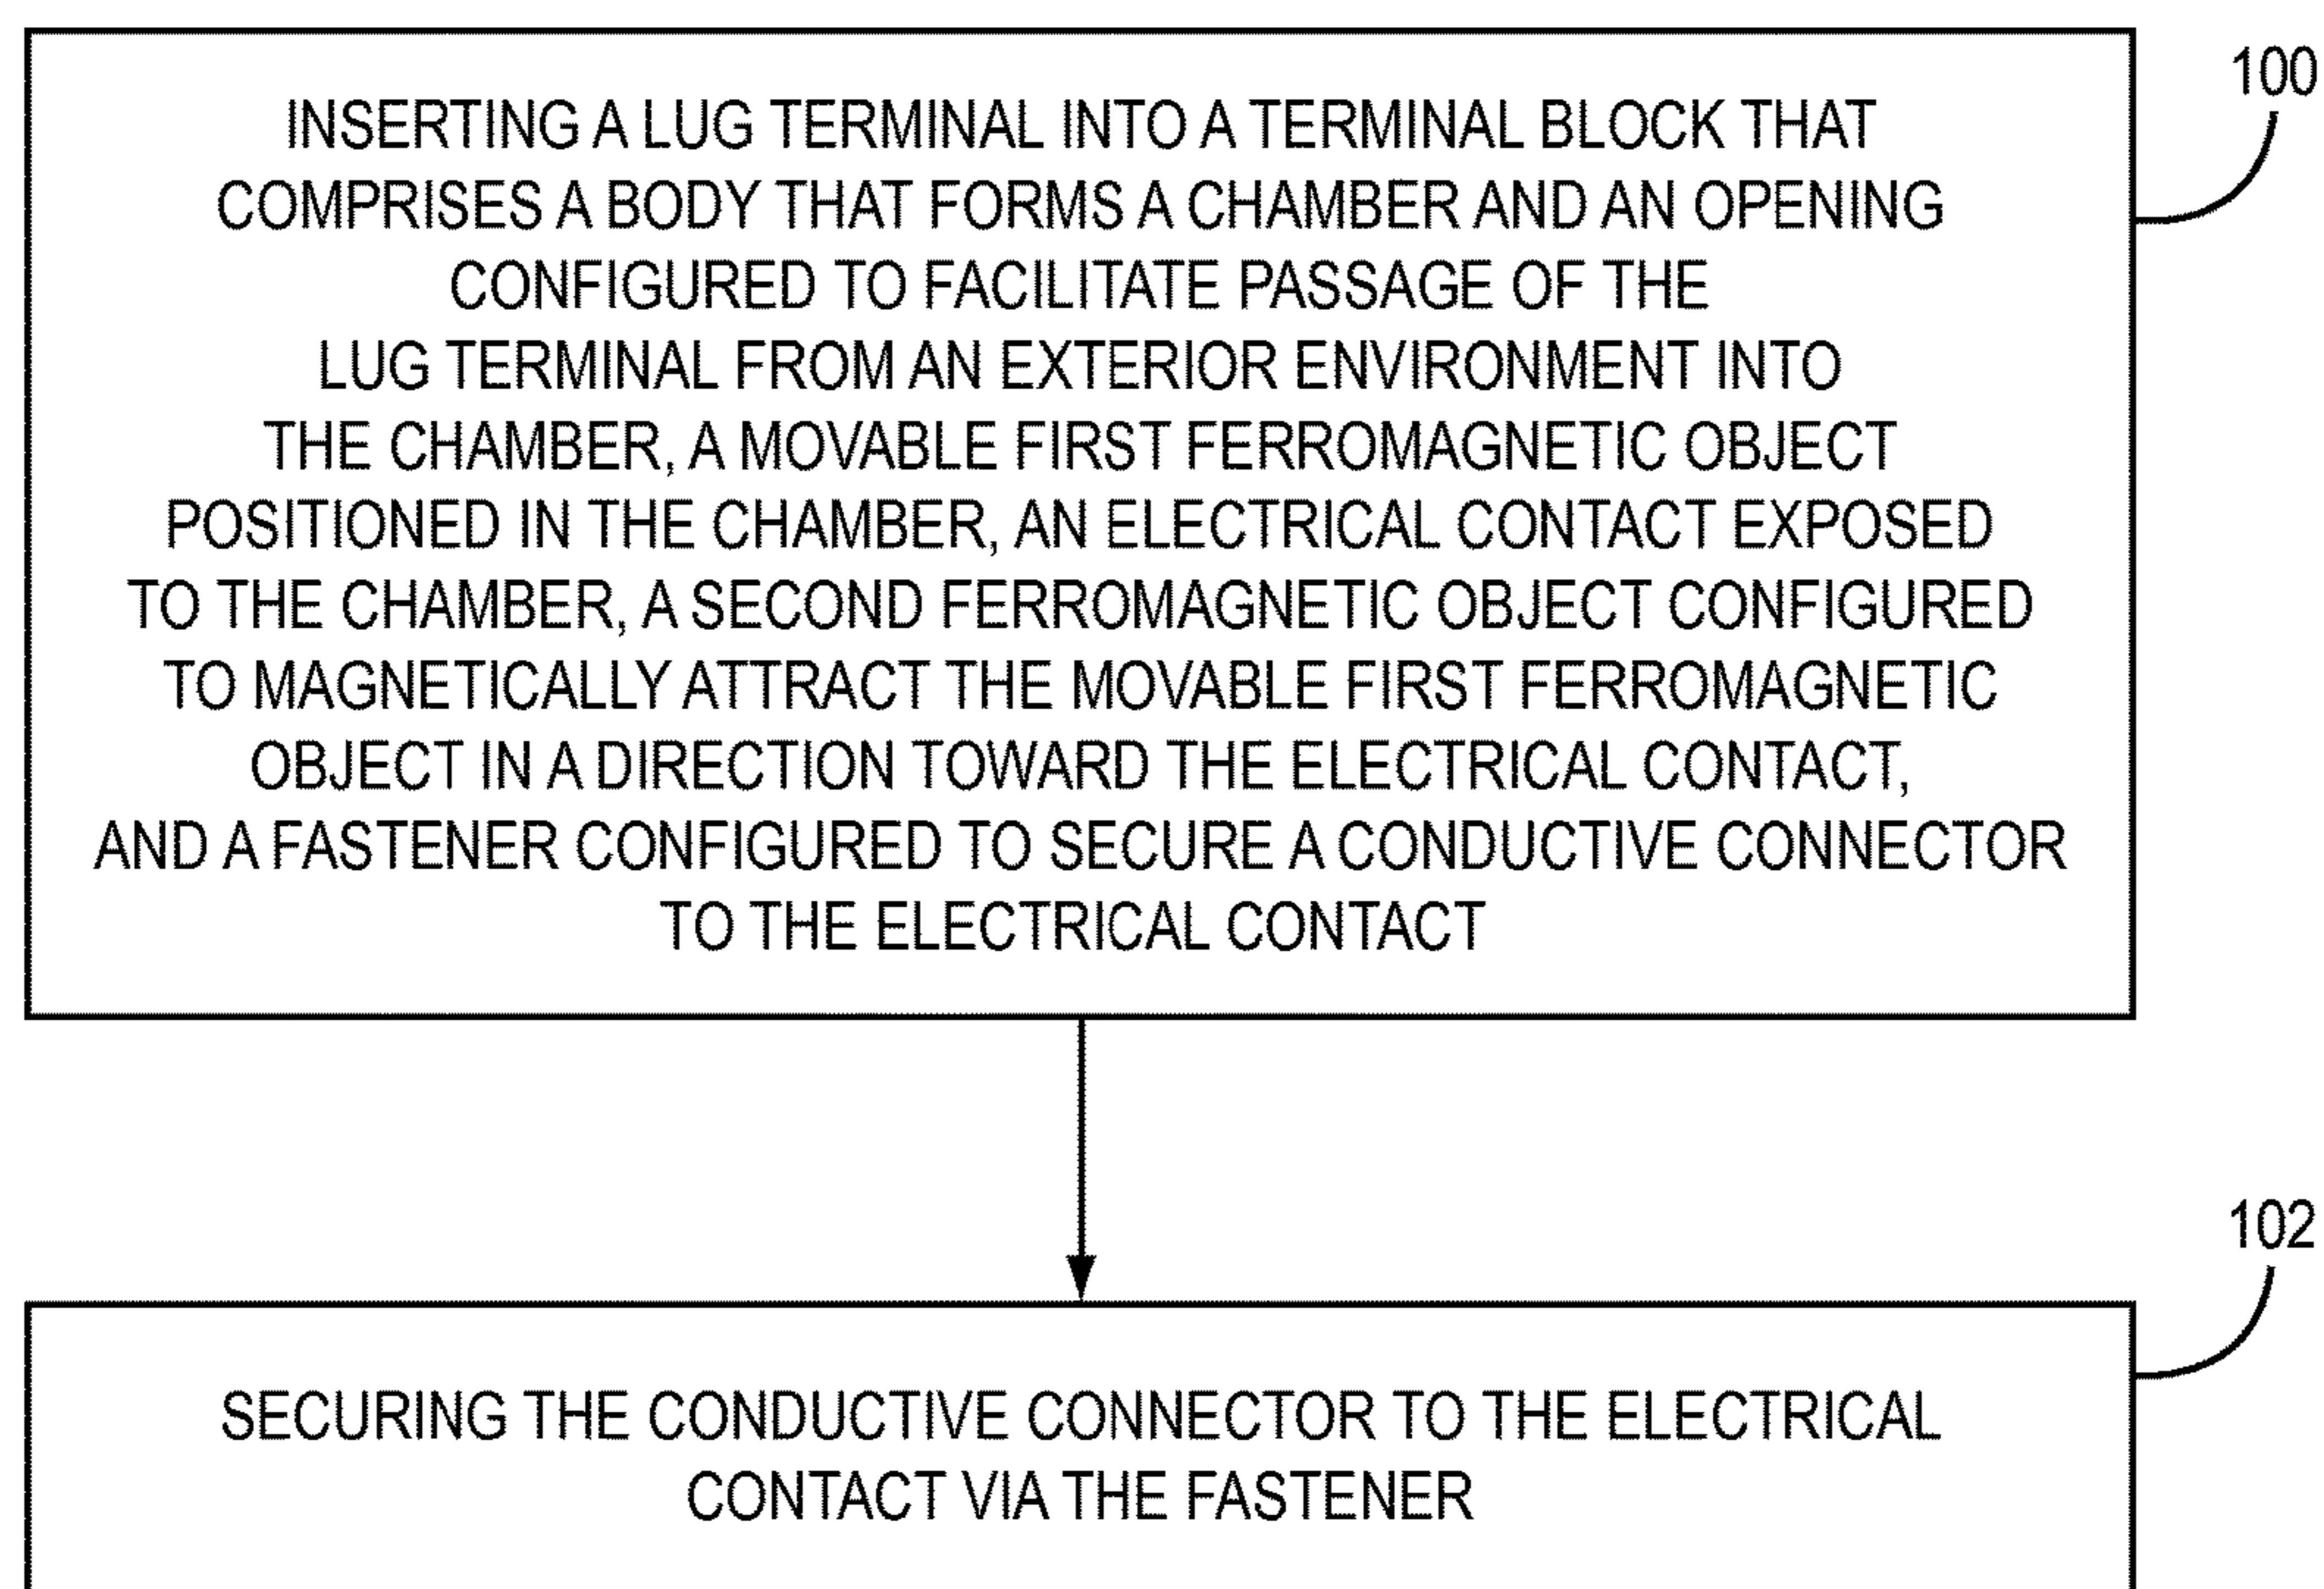 100
INSERTING A LUG TERMINAL INTO A TERMINAL BLOCK THAT
COMPRISES A BODY THAT FORMS A CHAMBER AND AN OPENING
CONFIGURED TO FACILITATE PASSAGE OF THE
LUG TERMINAL FROM AN EXTERIOR ENVIRONMENT INTO
THE CHAMBER, A MOVABLE FIRST FERROMAGNETIC OBJECT
POSITIONED IN THE CHAMBER, AN ELECTRICAL CONTACT EXPOSED
TO THE CHAMBER, A SECOND FERROMAGNETIC OBJECT CONFIGURED
TO MAGNETICALLY ATTRACT THE MOVABLE FIRST FERROMAGNETIC
OBJECT IN A DIRECTION TOWARD THE ELECTRICAL CONTACT,
AND A FASTENER CONFIGURED TO SECURE A CONDUCTIVE CONNECTOR
TO THE ELECTRICAL CONTACT
102
SECURING THE CONDUCTIVE CONNECTOR TO THE ELECTRICAL
CONTACT VIA THE FASTENER